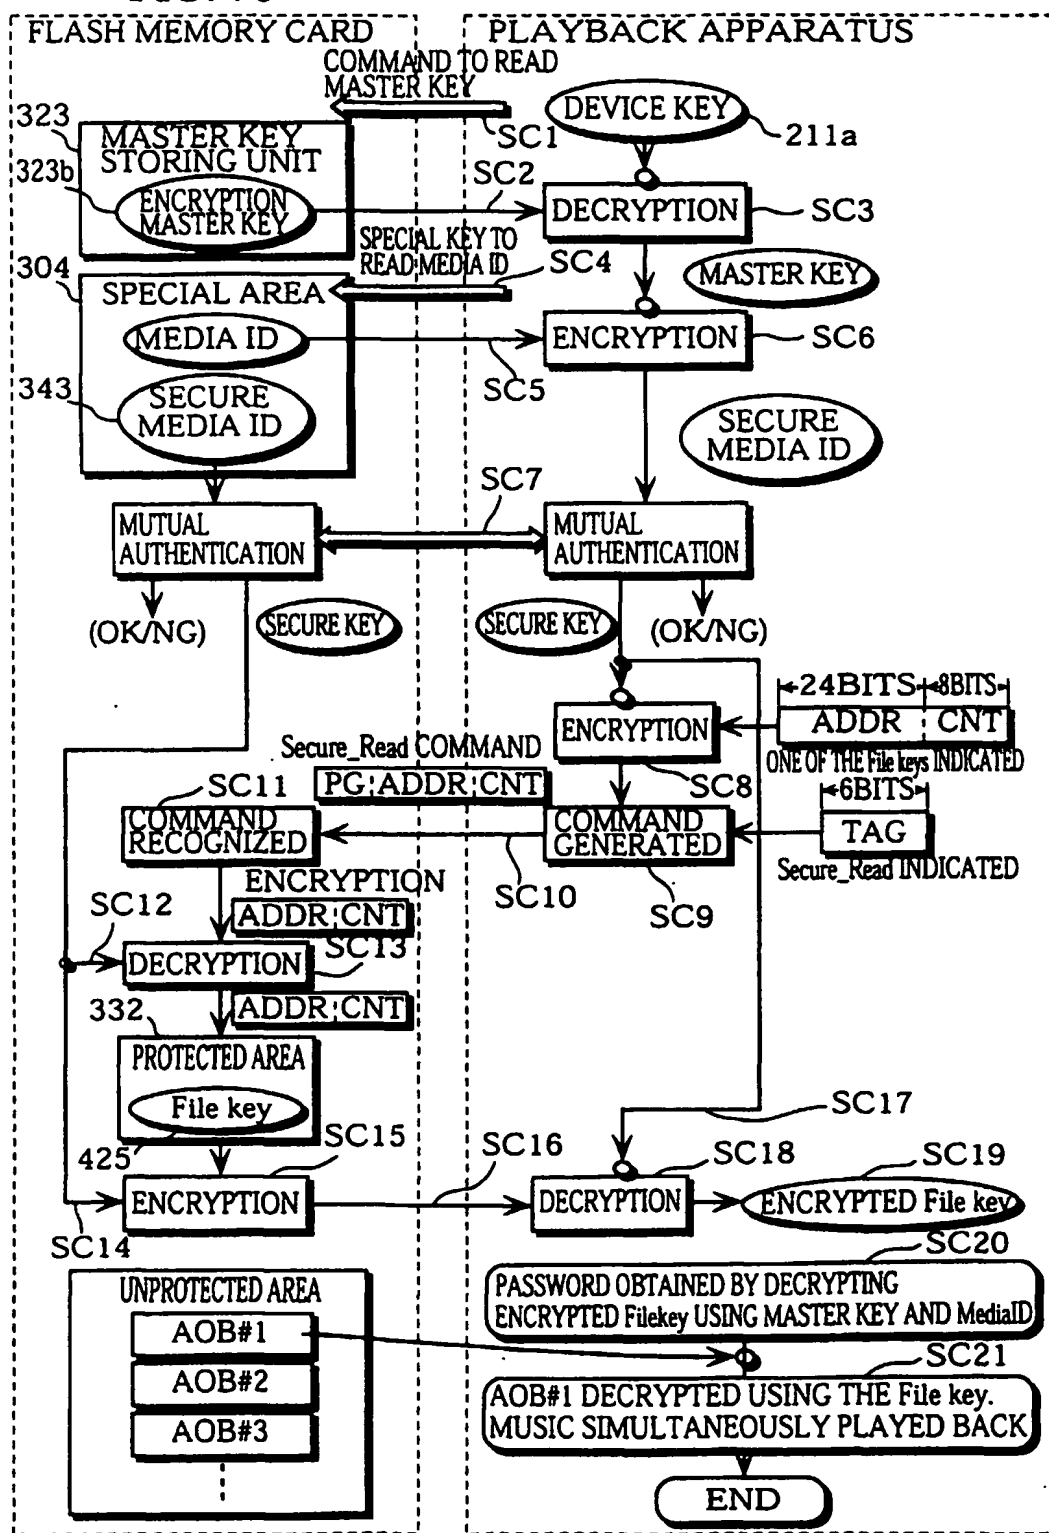 FLASH MEMORY CARD
PLAYBACK APPARATUS
COMMAND TO READ
MASTER KEY
DEVICE KEY
323
SC1
211a
MASTER KEY
STORING UNIT
323b
SC2
ENCRYPTION
MASTER KEY
DECRYPTION
SC3
SPECIAL KEY TO
READ MEDIA ID
304
SC4
MASTER KEY
SPECIAL AREA
MEDIA ID
ENCRYPTION
SC6
SC5
343
SECURE
MEDIA ID
SECURE
MEDIA ID
SC7
MUTUAL
AUTHENTICATION
MUTUAL
AUTHENTICATION
(OK/NG)
SECURE KEY
SECURE KEY
(OK/NG)
24BITS 8BITS
ENCRYPTION
ADDR CNT
ONE OF THE File keys INDICATED
Secure_Read COMMAND
SC8
SC11
PG ADDR CNT
6BITS
COMMAND
RECOGNIZED
COMMAND
GENERATED
TAG
Secure_Read INDICATED
ENCRYPTION
SC10
SC9
SC12
ADDR CNT
SC13
DECRYPTION
332
ADDR CNT
PROTECTED AREA
File key
SC17
425
SC15
SC16
SC18
SC19
ENCRYPTION
DECRYPTION
ENCRYPTED File key
SC14
SC20
UNPROTECTED AREA
PASSWORD OBTAINED BY DECRYPTING
ENCRYPTED Filekey USING MASTER KEY AND MediaID
AOB#1
SC21
AOB#2
AOB#1 DECRYPTED USING THE File key.
MUSIC SIMULTANEOUSLY PLAYED BACK
AOB#3
END